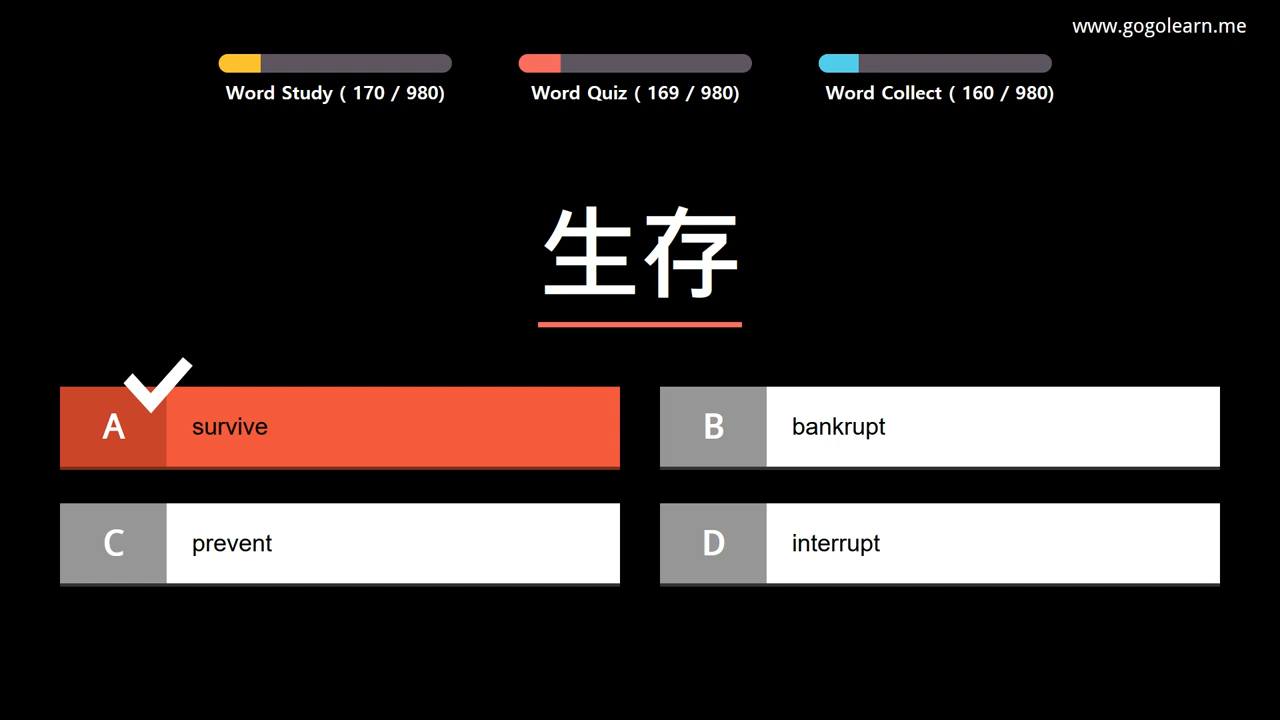 www.gogolearn.me
Word Study ( 170 / 980)
Word Quiz ( 169 / 980)
Word Collect ( 160 / 980)
生存
A survive
B bankrupt
C prevent
D interrupt